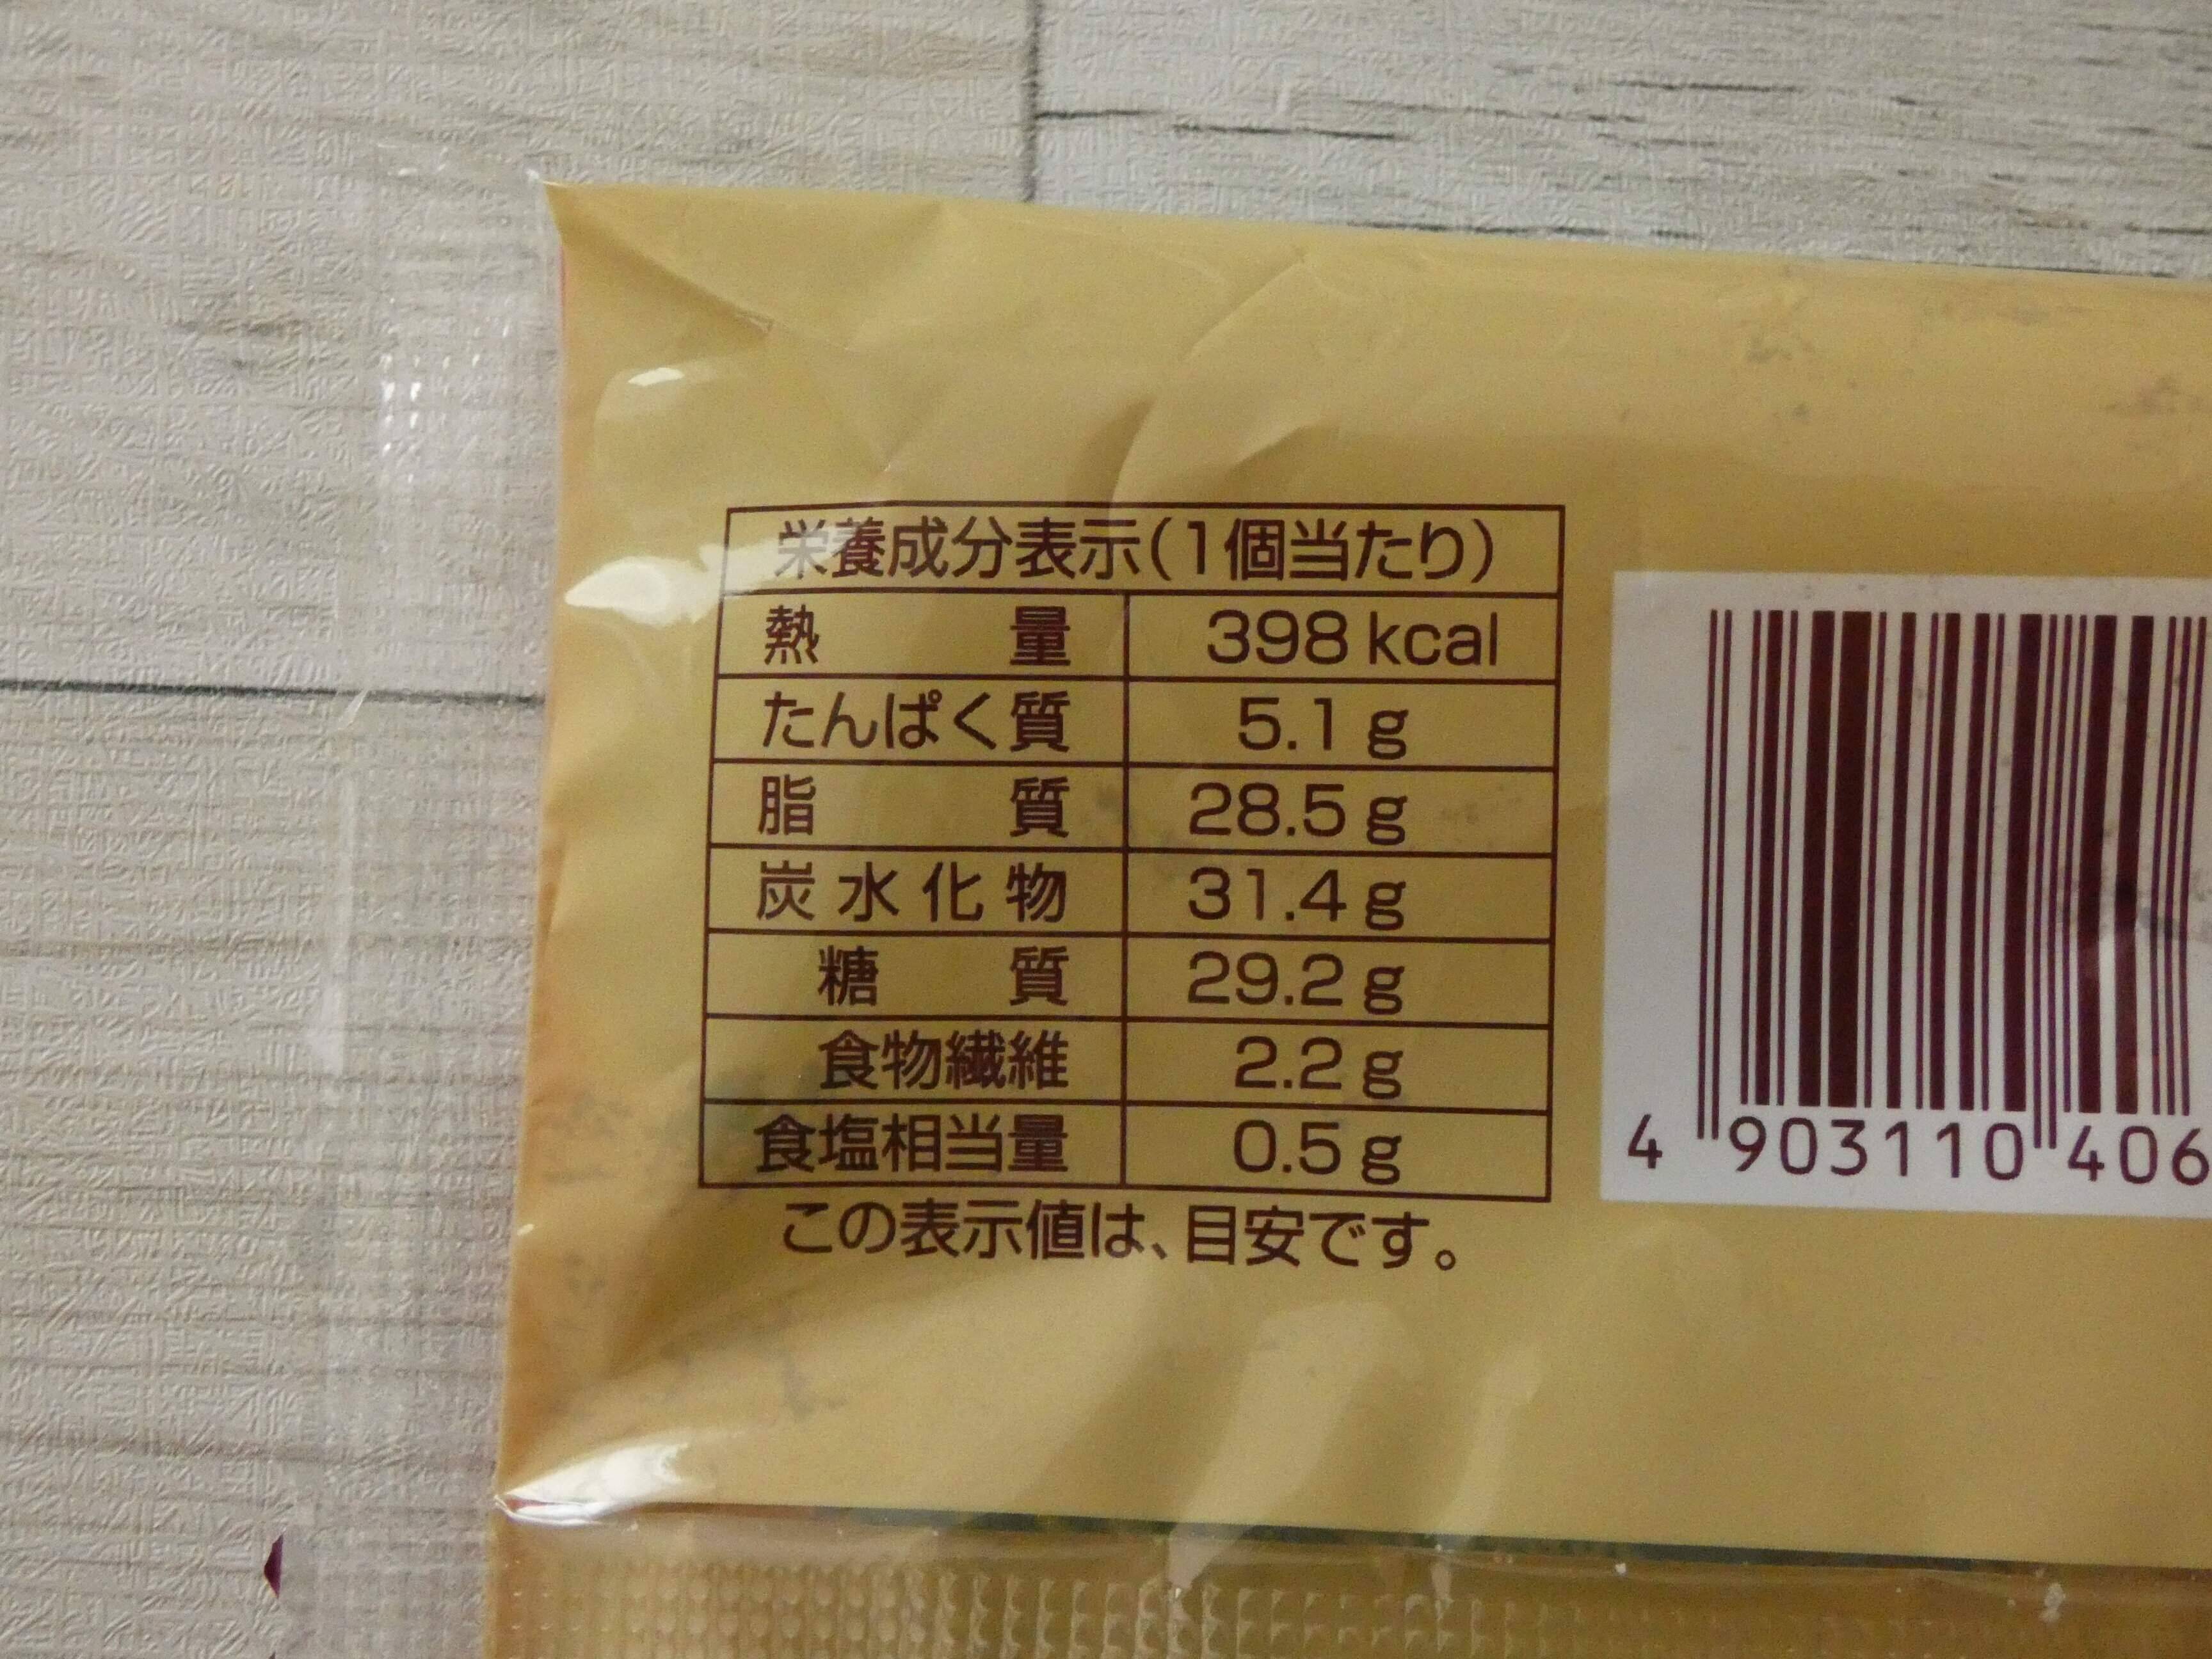 栄養成分表示(1個当たり)
熱量 398 kcal
たんぱく質 5.1 g
脂質 28.5 g
炭水化物 31.4 g
糖質 29.2 g
食物繊維 2.2 g
食塩相当量 0.5 g
この表示値は、目安です。
4 903110 406